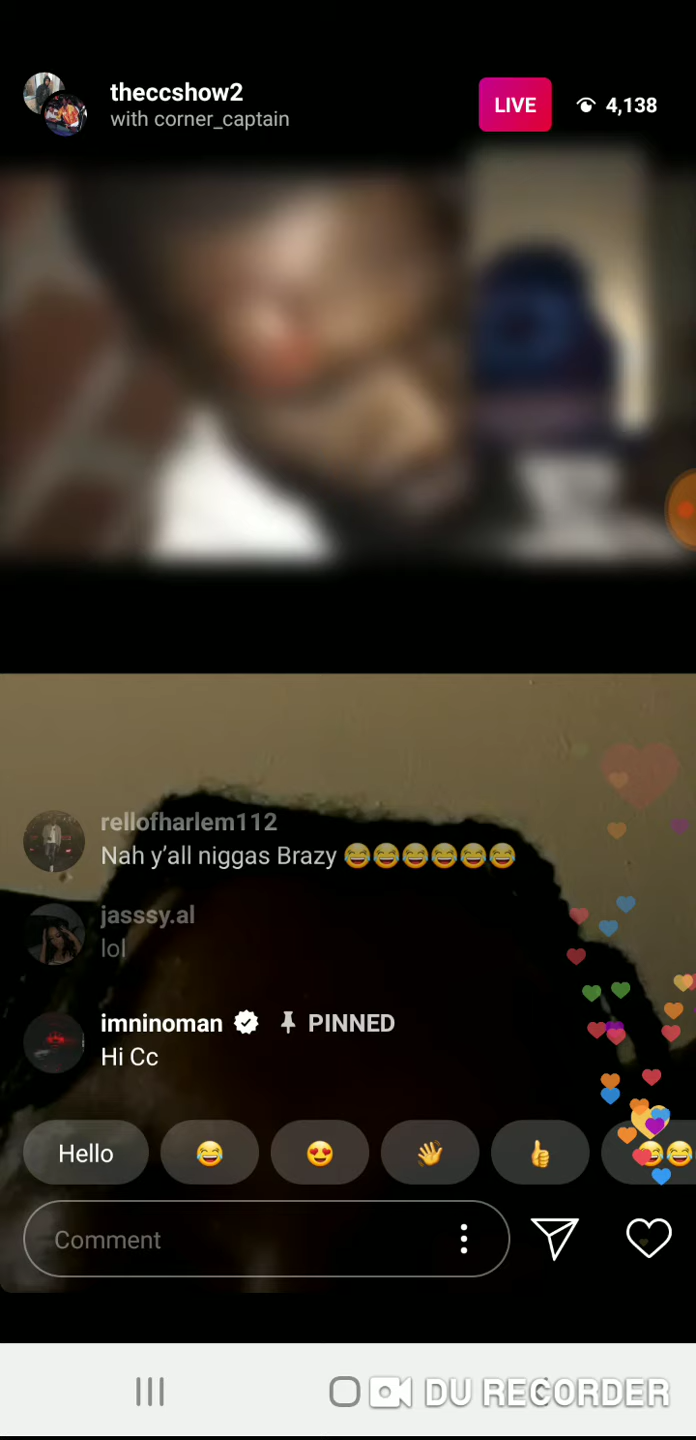 theccshow2
with corner_captain
LIVE
4,138
rellofharlem112
Nah y’all niggas Brazy 😂😂😂😂😂😂
jasssy.al
lol
imninoman PINNED
Hi Cc
Hello 😂 😍 👋 👍 😂😂
Comment
DU RECORDER